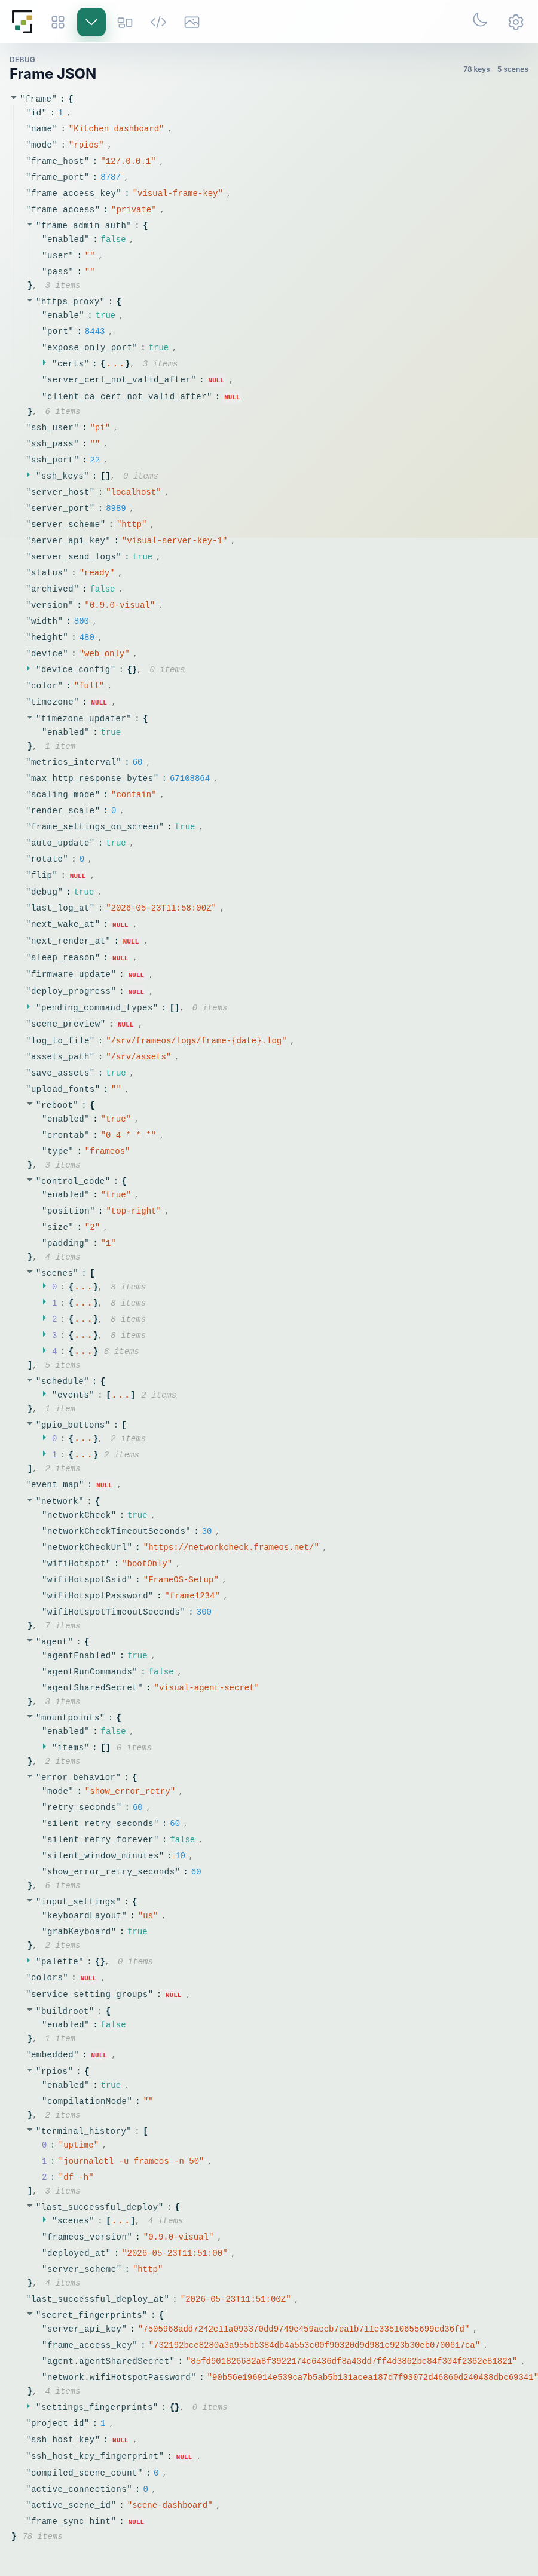 DEBUG
Frame JSON
78 keys 5 scenes
"frame" : {
"id" : 1 ,
"name" : "Kitchen dashboard" ,
"mode" : "rpios" ,
"frame_host" : "127.0.0.1" ,
"frame_port" : 8787 ,
"frame_access_key" : "visual-frame-key" ,
"frame_access" : "private" ,
"frame_admin_auth" : {
"enabled" : false ,
"user" : "" ,
"pass" : ""
}, 3 items
"https_proxy" : {
"enable" : true ,
"port" : 8443 ,
"expose_only_port" : true ,
"certs" : {...}, 3 items
"server_cert_not_valid_after" : NULL ,
"client_ca_cert_not_valid_after" : NULL
}, 6 items
"ssh_user" : "pi" ,
"ssh_pass" : "" ,
"ssh_port" : 22 ,
"ssh_keys" : [], 0 items
"server_host" : "localhost" ,
"server_port" : 8989 ,
"server_scheme" : "http" ,
"server_api_key" : "visual-server-key-1" ,
"server_send_logs" : true ,
"status" : "ready" ,
"archived" : false ,
"version" : "0.9.0-visual" ,
"width" : 800 ,
"height" : 480 ,
"device" : "web_only" ,
"device_config" : {}, 0 items
"color" : "full" ,
"timezone" : NULL ,
"timezone_updater" : {
"enabled" : true
}, 1 item
"metrics_interval" : 60 ,
"max_http_response_bytes" : 67108864 ,
"scaling_mode" : "contain" ,
"render_scale" : 0 ,
"frame_settings_on_screen" : true ,
"auto_update" : true ,
"rotate" : 0 ,
"flip" : NULL ,
"debug" : true ,
"last_log_at" : "2026-05-23T11:58:00Z" ,
"next_wake_at" : NULL ,
"next_render_at" : NULL ,
"sleep_reason" : NULL ,
"firmware_update" : NULL ,
"deploy_progress" : NULL ,
"pending_command_types" : [], 0 items
"scene_preview" : NULL ,
"log_to_file" : "/srv/frameos/logs/frame-{date}.log" ,
"assets_path" : "/srv/assets" ,
"save_assets" : true ,
"upload_fonts" : "" ,
"reboot" : {
"enabled" : "true" ,
"crontab" : "0 4 * * *" ,
"type" : "frameos"
}, 3 items
"control_code" : {
"enabled" : "true" ,
"position" : "top-right" ,
"size" : "2" ,
"padding" : "1"
}, 4 items
"scenes" : [
0 : {...}, 8 items
1 : {...}, 8 items
2 : {...}, 8 items
3 : {...}, 8 items
4 : {...} 8 items
], 5 items
"schedule" : {
"events" : [...] 2 items
}, 1 item
"gpio_buttons" : [
0 : {...}, 2 items
1 : {...} 2 items
], 2 items
"event_map" : NULL ,
"network" : {
"networkCheck" : true ,
"networkCheckTimeoutSeconds" : 30 ,
"networkCheckUrl" : "https://networkcheck.frameos.net/" ,
"wifiHotspot" : "bootOnly" ,
"wifiHotspotSsid" : "FrameOS-Setup" ,
"wifiHotspotPassword" : "frame1234" ,
"wifiHotspotTimeoutSeconds" : 300
}, 7 items
"agent" : {
"agentEnabled" : true ,
"agentRunCommands" : false ,
"agentSharedSecret" : "visual-agent-secret"
}, 3 items
"mountpoints" : {
"enabled" : false ,
"items" : [] 0 items
}, 2 items
"error_behavior" : {
"mode" : "show_error_retry" ,
"retry_seconds" : 60 ,
"silent_retry_seconds" : 60 ,
"silent_retry_forever" : false ,
"silent_window_minutes" : 10 ,
"show_error_retry_seconds" : 60
}, 6 items
"input_settings" : {
"keyboardLayout" : "us" ,
"grabKeyboard" : true
}, 2 items
"palette" : {}, 0 items
"colors" : NULL ,
"service_setting_groups" : NULL ,
"buildroot" : {
"enabled" : false
}, 1 item
"embedded" : NULL ,
"rpios" : {
"enabled" : true ,
"compilationMode" : ""
}, 2 items
"terminal_history" : [
0 : "uptime" ,
1 : "journalctl -u frameos -n 50" ,
2 : "df -h"
], 3 items
"last_successful_deploy" : {
"scenes" : [...], 4 items
"frameos_version" : "0.9.0-visual" ,
"deployed_at" : "2026-05-23T11:51:00" ,
"server_scheme" : "http"
}, 4 items
"last_successful_deploy_at" : "2026-05-23T11:51:00Z" ,
"secret_fingerprints" : {
"server_api_key" : "7505968add7242c11a093370dd9749e459accb7ea1b711e33510655699cd36fd" ,
"frame_access_key" : "732192bce8280a3a955bb384db4a553c00f90320d9d981c923b30eb0700617ca" ,
"agent.agentSharedSecret" : "85fd901826682a8f3922174c6436df8a43dd7ff4d3862bc84f304f2362e81821" ,
"network.wifiHotspotPassword" : "90b56e196914e539ca7b5ab5b131acea187d7f93072d46860d240438dbc69341"
}, 4 items
"settings_fingerprints" : {}, 0 items
"project_id" : 1 ,
"ssh_host_key" : NULL ,
"ssh_host_key_fingerprint" : NULL ,
"compiled_scene_count" : 0 ,
"active_connections" : 0 ,
"active_scene_id" : "scene-dashboard" ,
"frame_sync_hint" : NULL
} 78 items